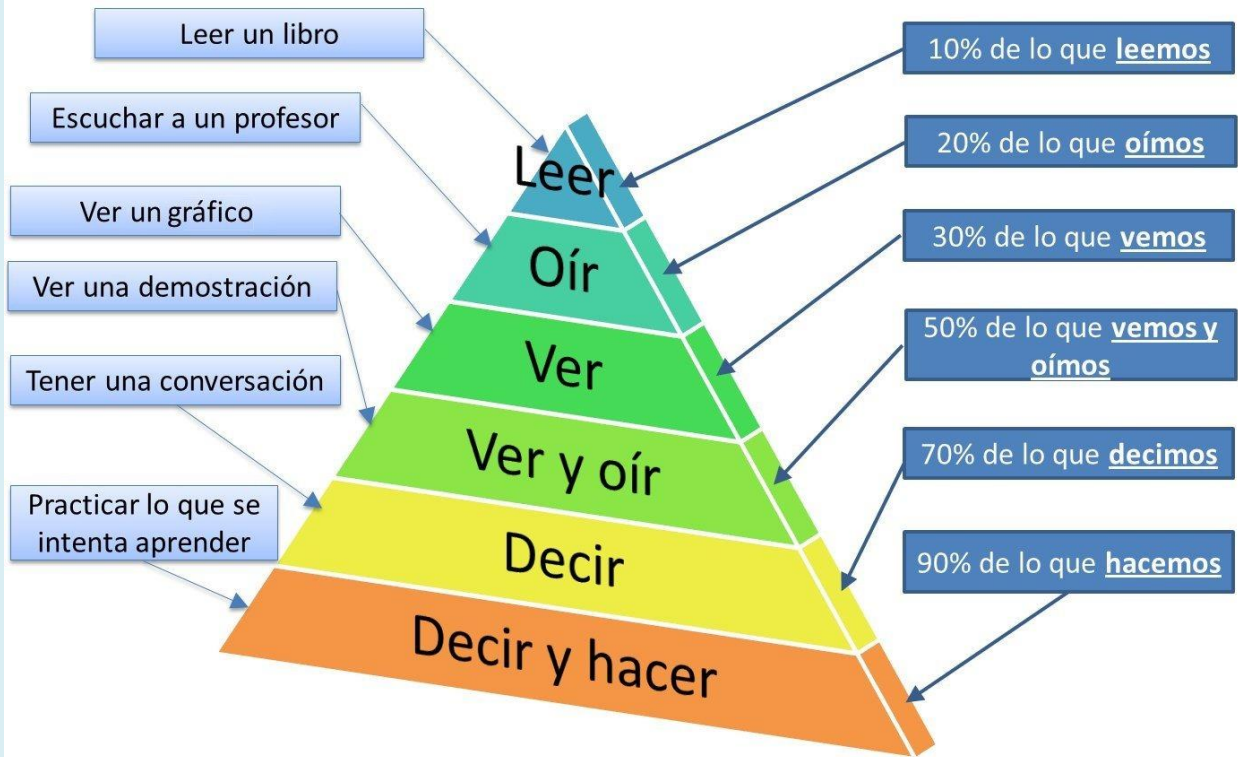 Leer un libro
Escuchar a un profesor
Ver un gráfico
Ver una demostración
Tener una conversación
Practicar lo que se
intenta aprender
Leer
Oír
Ver
Ver y oír
Decir
Decir y hacer
10% de lo que leemos
20% de lo que oímos
30% de lo que vemos
50% de lo que vemos y
oímos
70% de lo que decimos
90% de lo que hacemos